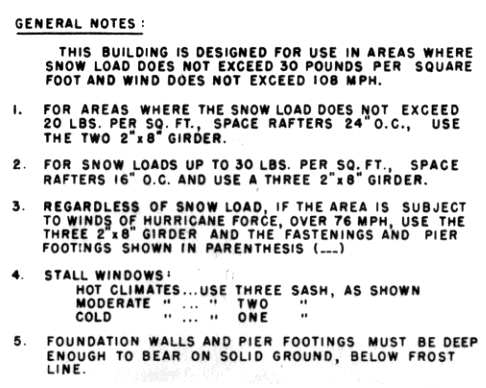 GENERAL NOTES:
THIS BUILDING IS DESIGNED FOR USE IN AREAS WHERE
SNOW LOAD DOES NOT EXCEED 30 POUNDS PER SQUARE
FOOT AND WIND DOES NOT EXCEED 108 MPH.
1. FOR AREAS WHERE THE SNOW LOAD DOES NOT EXCEED
20 LBS. PER SQ. FT., SPACE RAFTERS 24" O.C., USE
THE TWO 2"x8" GIRDER.
2. FOR SNOW LOADS UP TO 30 LBS. PER SQ. FT., SPACE
RAFTERS 16" O.C. AND USE A THREE 2"x8" GIRDER.
3. REGARDLESS OF SNOW LOAD, IF THE AREA IS SUBJECT
TO WINDS OF HURRICANE FORCE, OVER 76 MPH, USE THE
THREE 2"x8" GIRDER AND THE FASTENINGS AND PIER
FOOTINGS SHOWN IN PARENTHESIS (---)
4. STALL WINDOWS:
HOT CLIMATES...USE THREE SASH, AS SHOWN
MODERATE " ... " TWO "
COLD " ... " ONE "
5. FOUNDATION WALLS AND PIER FOOTINGS MUST BE DEEP
ENOUGH TO BEAR ON SOLID GROUND, BELOW FROST
LINE.